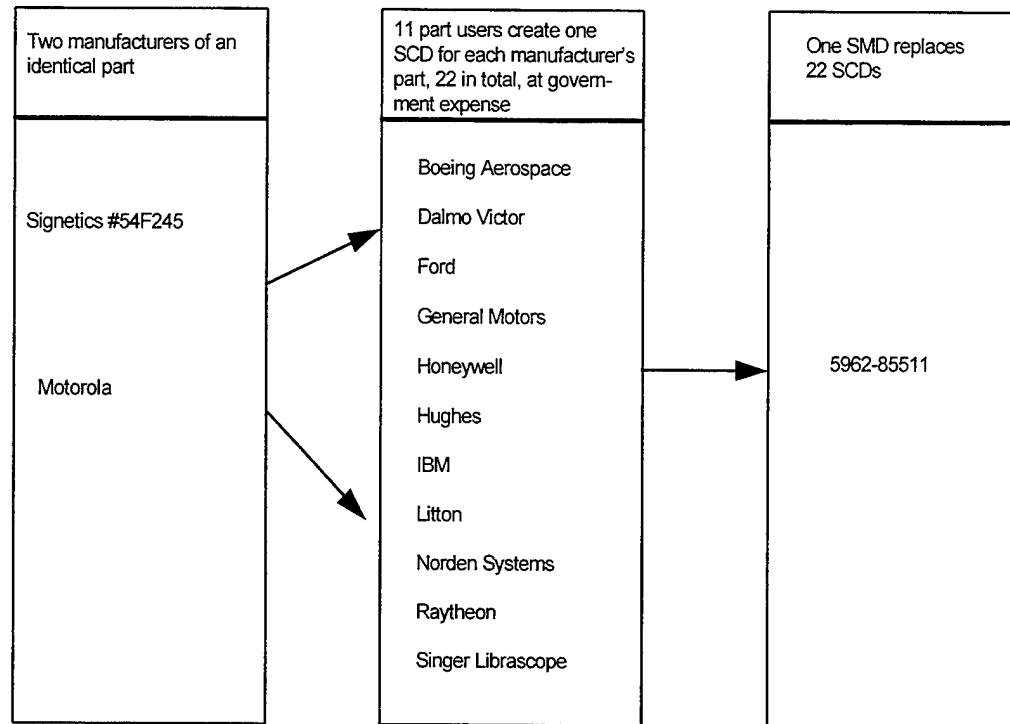 Two manufacturers of an
identical part
Signetics #54F245
Motorola
11 part users create one
SCD for each manufacturer's
part, 22 in total, at govern-
ment expense
Boeing Aerospace
Dalmo Victor
Ford
General Motors
Honeywell
Hughes
IBM
Litton
Norden Systems
Raytheon
Singer Librascope
One SMD replaces
22 SCDs
5962-85511